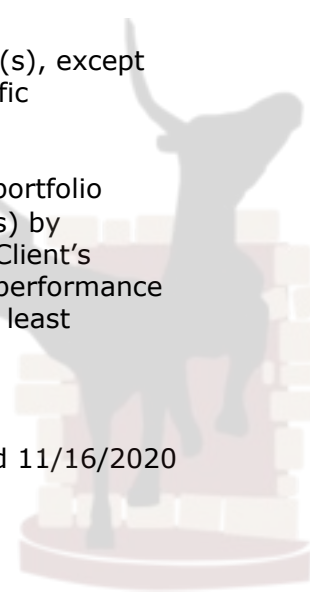 (s), except
fic
portfolio
s) by
Client’s
performance
least
d 11/16/2020